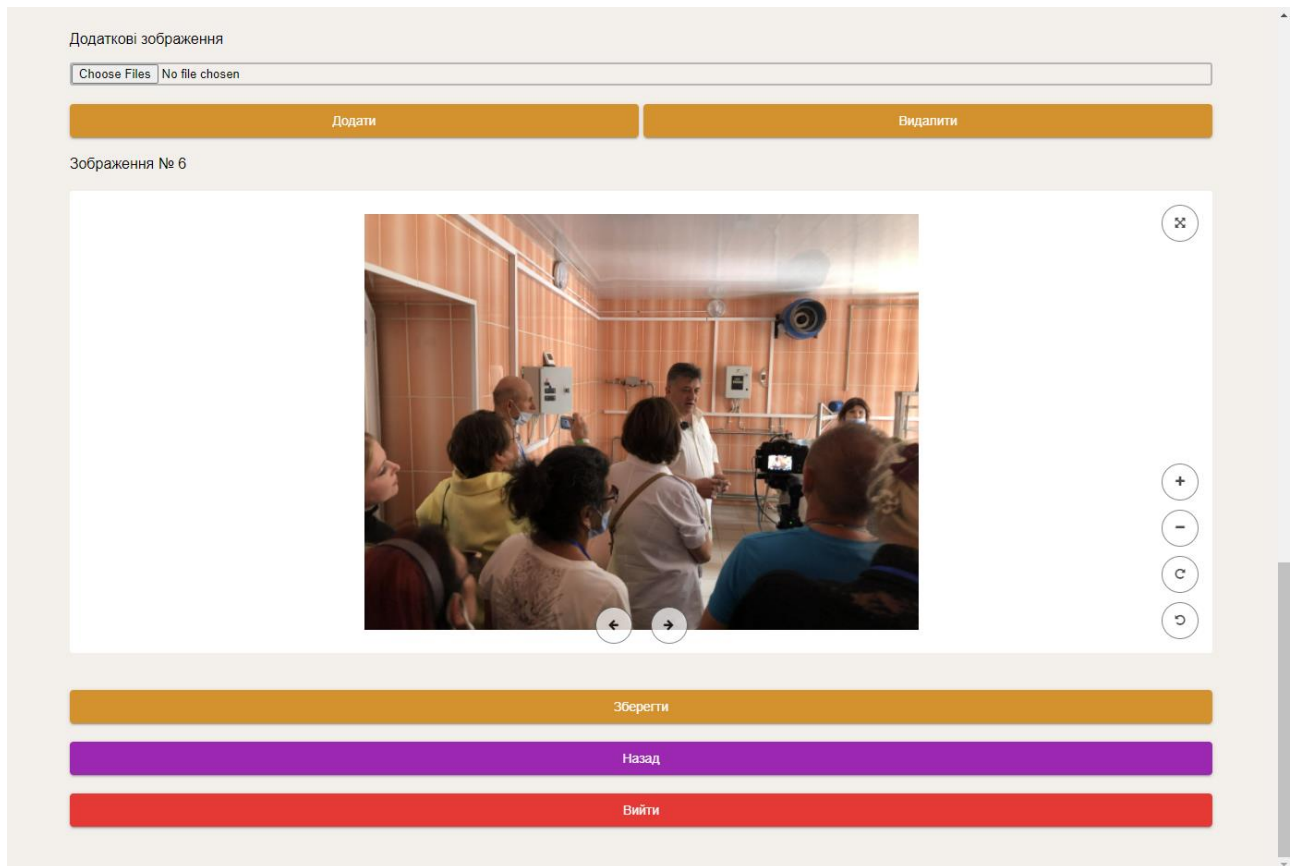 Додаткові зображення
Choose Files No file chosen
Додати Видалити
Зображення № 6
Зберегти
Назад
Вийти